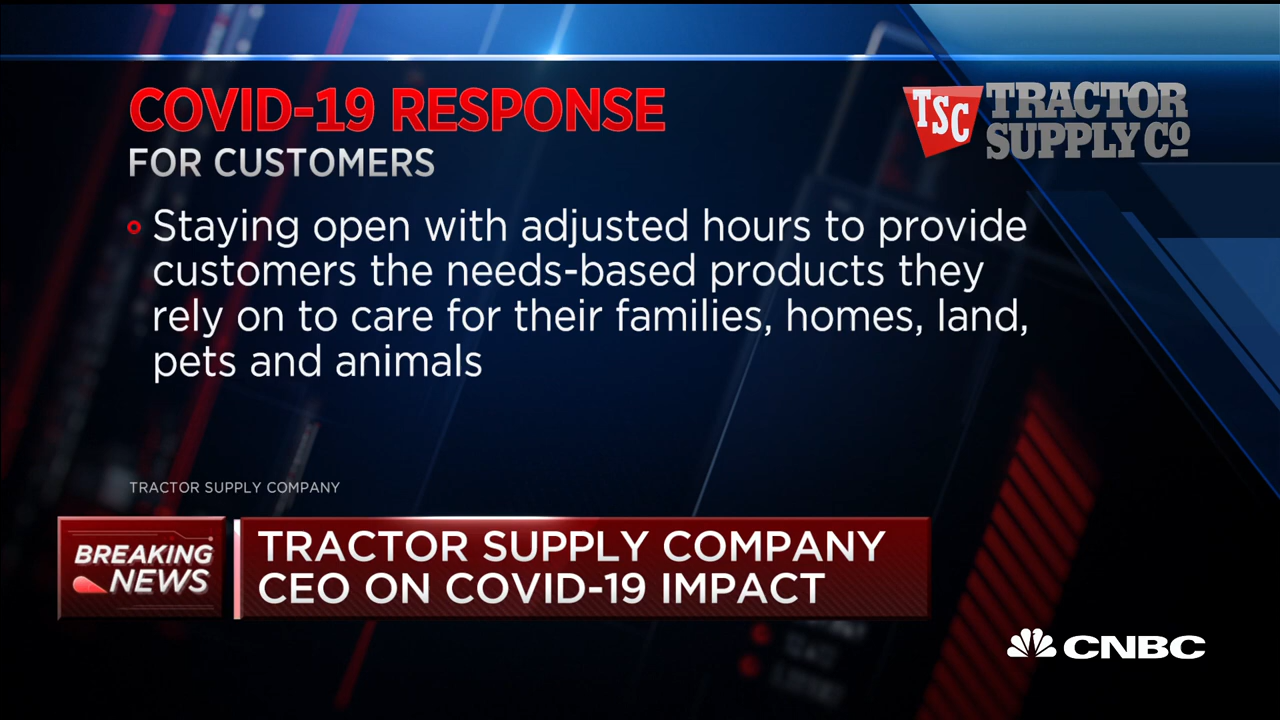 COVID-19 RESPONSE
FOR CUSTOMERS
TSC TRACTOR
SUPPLY CO
Staying open with adjusted hours to provide
customers the needs-based products they
rely on to care for their families, homes, land,
pets and animals
TRACTOR SUPPLY COMPANY
BREAKING
NEWS
TRACTOR SUPPLY COMPANY
CEO ON COVID-19 IMPACT
CNBC